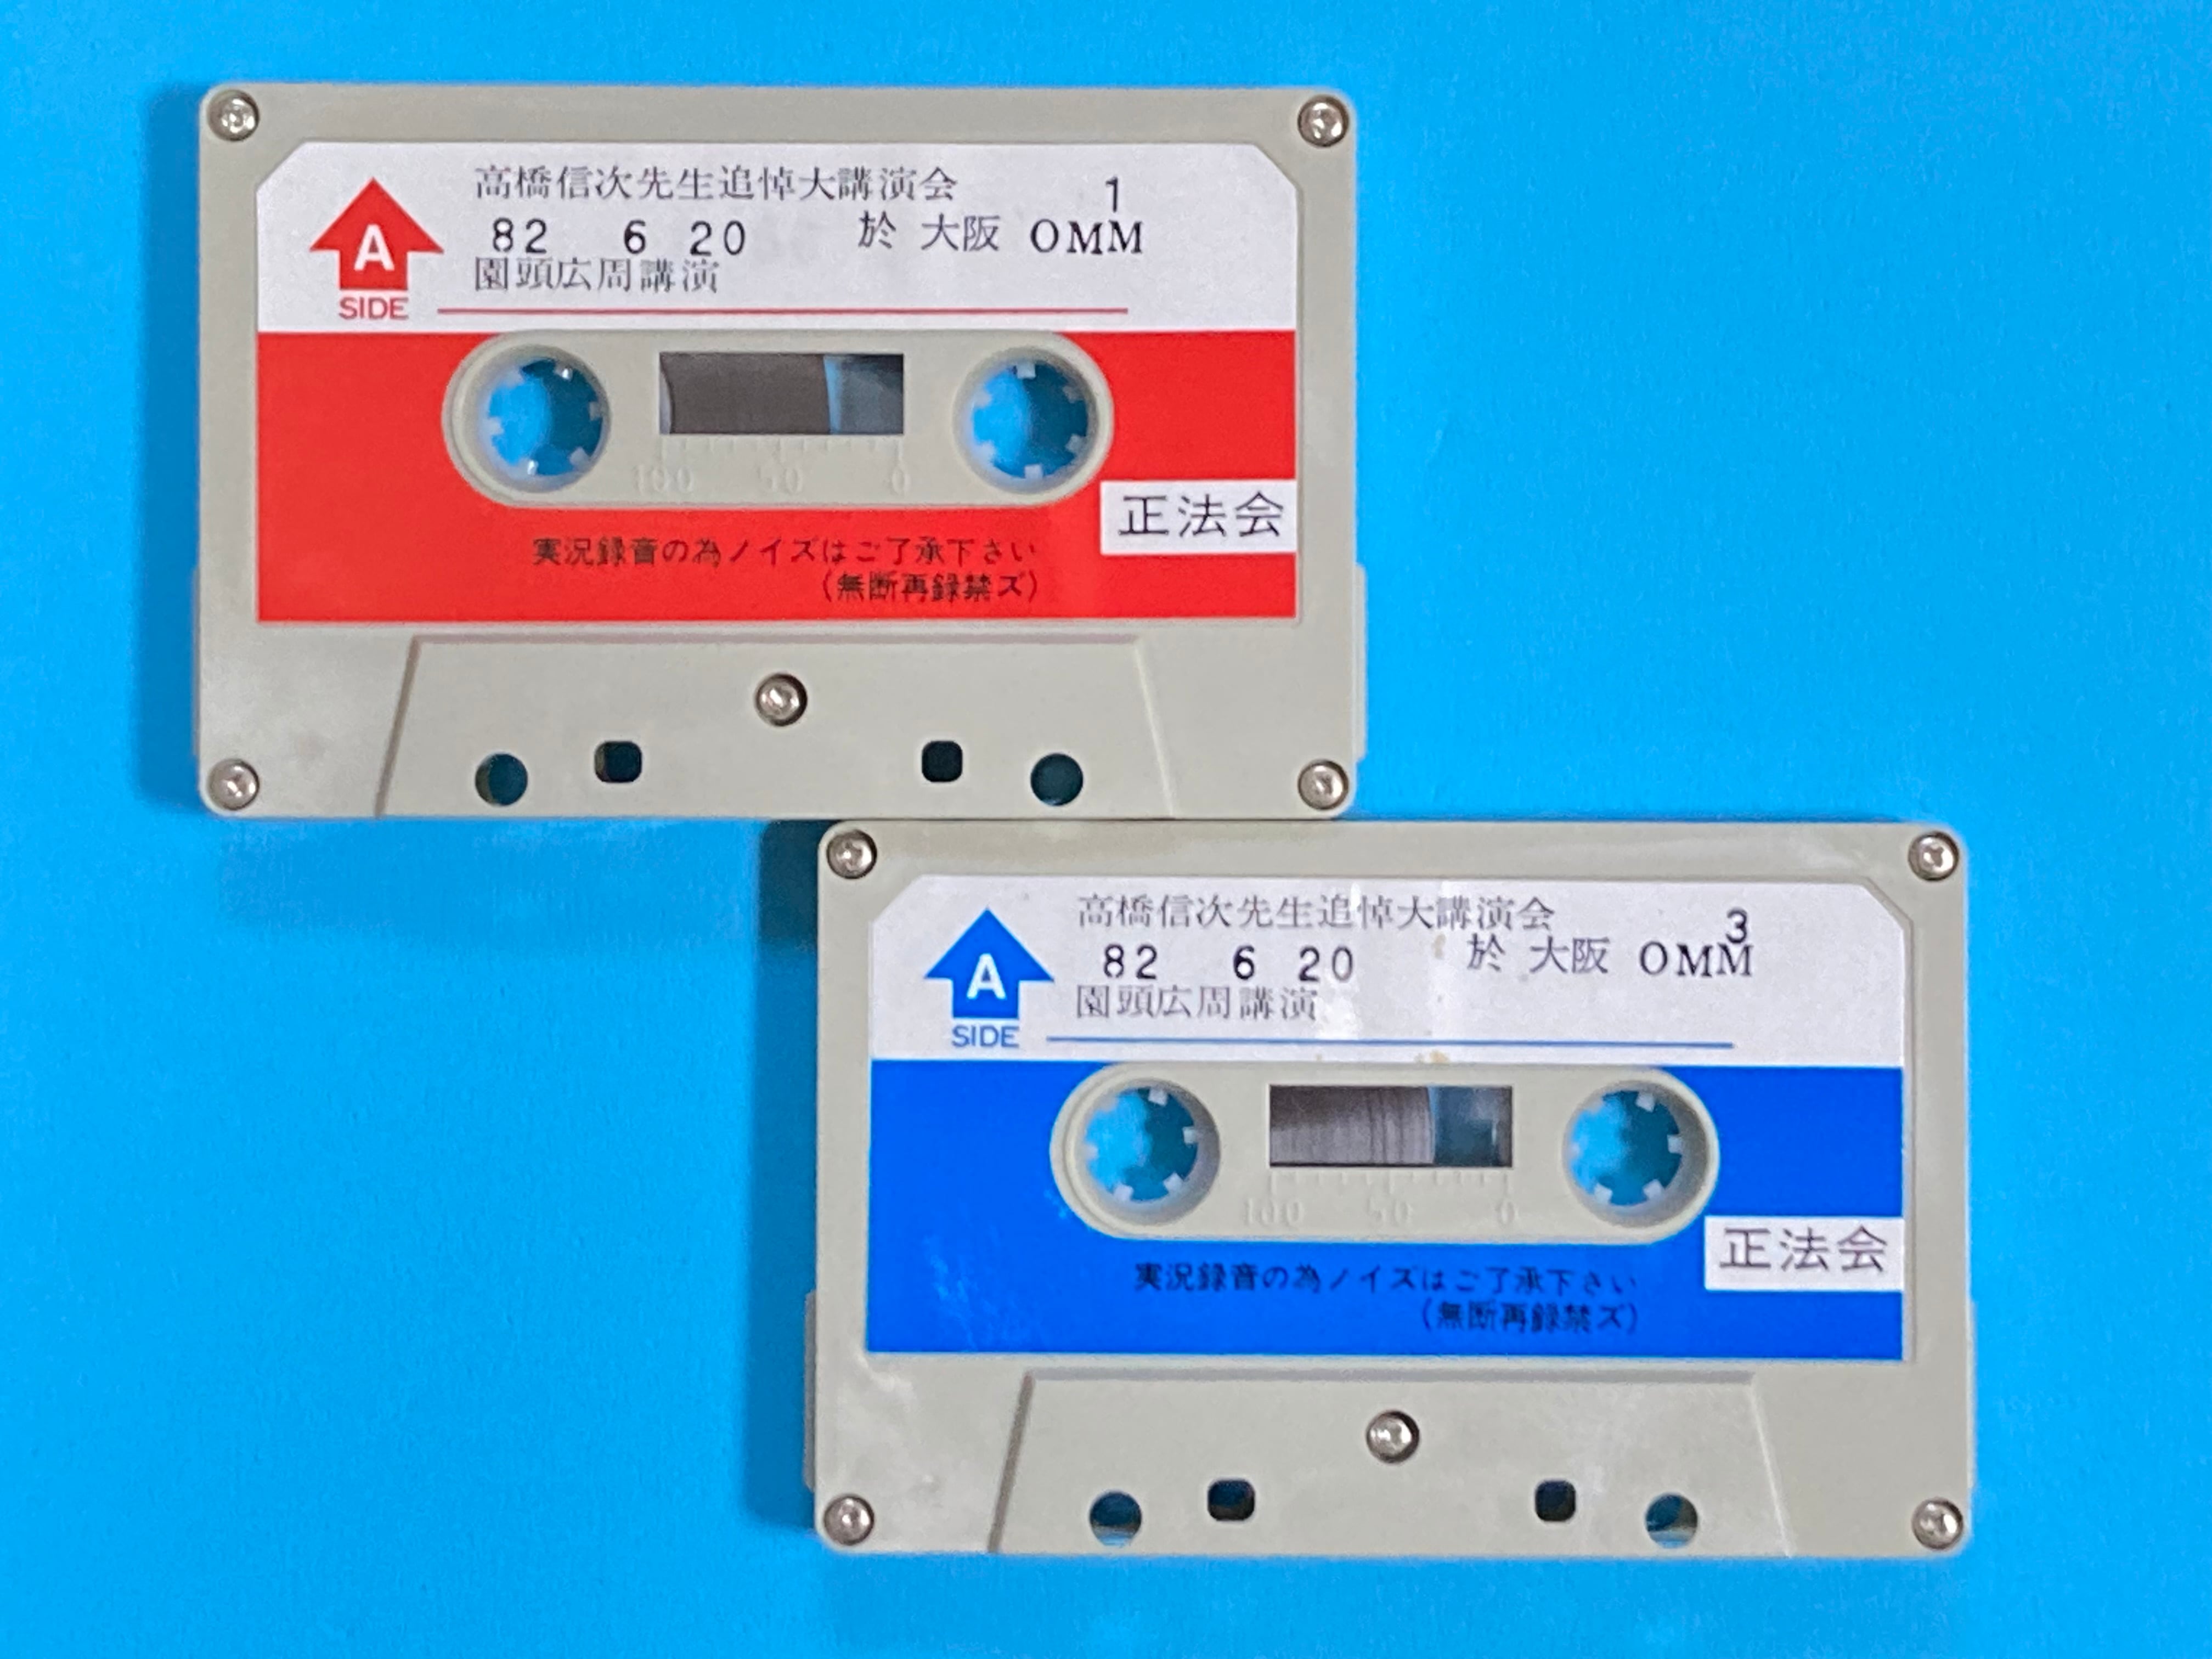 高橋信次先生追悼大講演会 1
82 6 20 於 大阪 OMM
園頭広周講演
A
SIDE
100 50 0
正法会
実況録音の為ノイズはご了承下さい
(無断再録禁ズ)
高橋信次先生追悼大講演会 3
82 6 20 於 大阪 OMM
園頭広周講演
A
SIDE
100 50 0
正法会
実況録音の為ノイズはご了承下さい
(無断再録禁ズ)